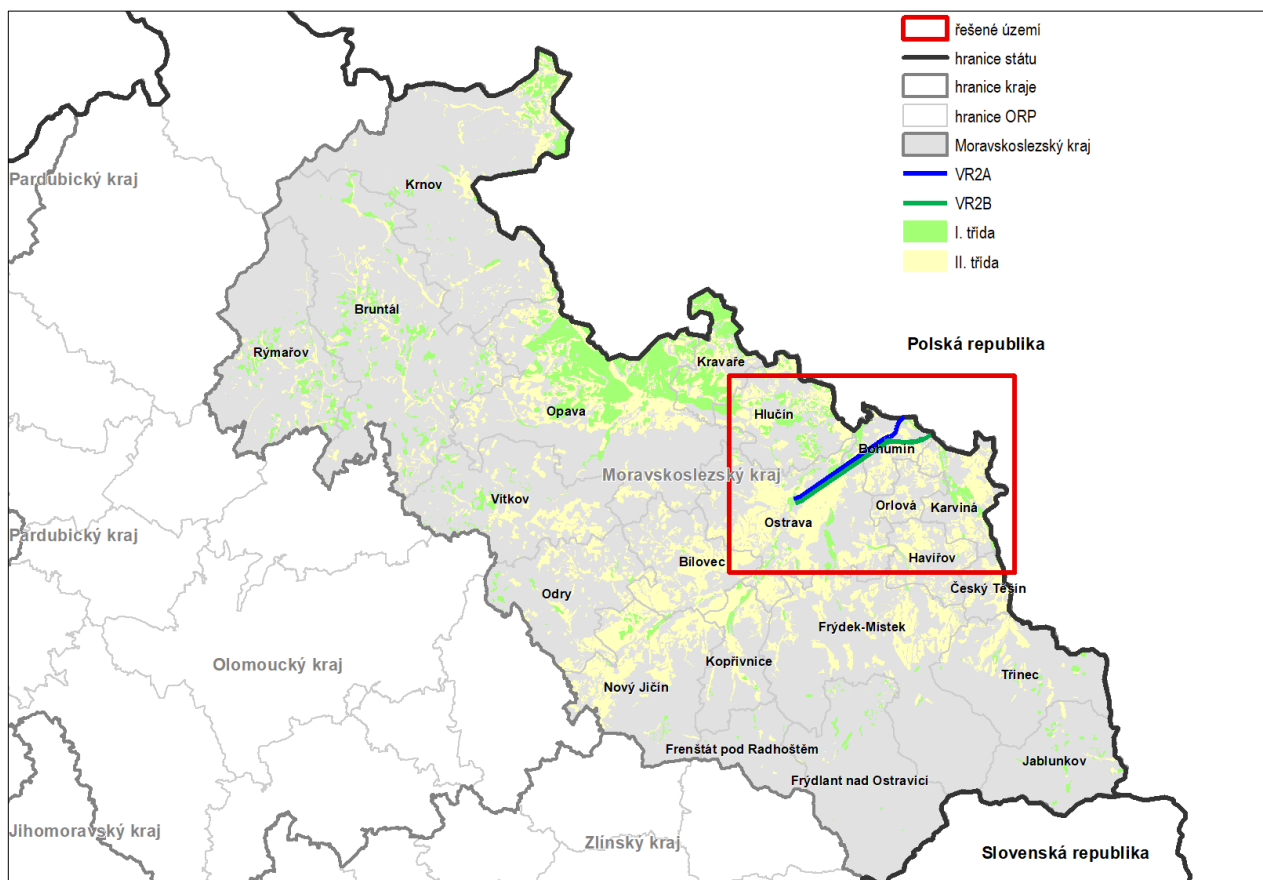 řešené území
hranice státu
hranice kraje
hranice ORP
Moravskoslezský kraj
VR2A
VR2B
I. třída
II. třída
Pardubický kraj
Krnov
Bruntál
Rýmařov
Polská republika
Kravaře
Opava
Hlučín
Bohumín
Moravskoslezský kraj
Vítkov
Orlová
Karviná
Ostrava
Pardubický kraj
Bílovec
Havířov
Český Těšín
Odry
Frýdek-Místek
Olomoucký kraj
Kopřivnice
Třinec
Nový Jičín
Frenštát pod Radhoštěm
Jablunkov
Frýdlant nad Ostravicí
Jihomoravský kraj
Zlínský kraj
Slovenská republika